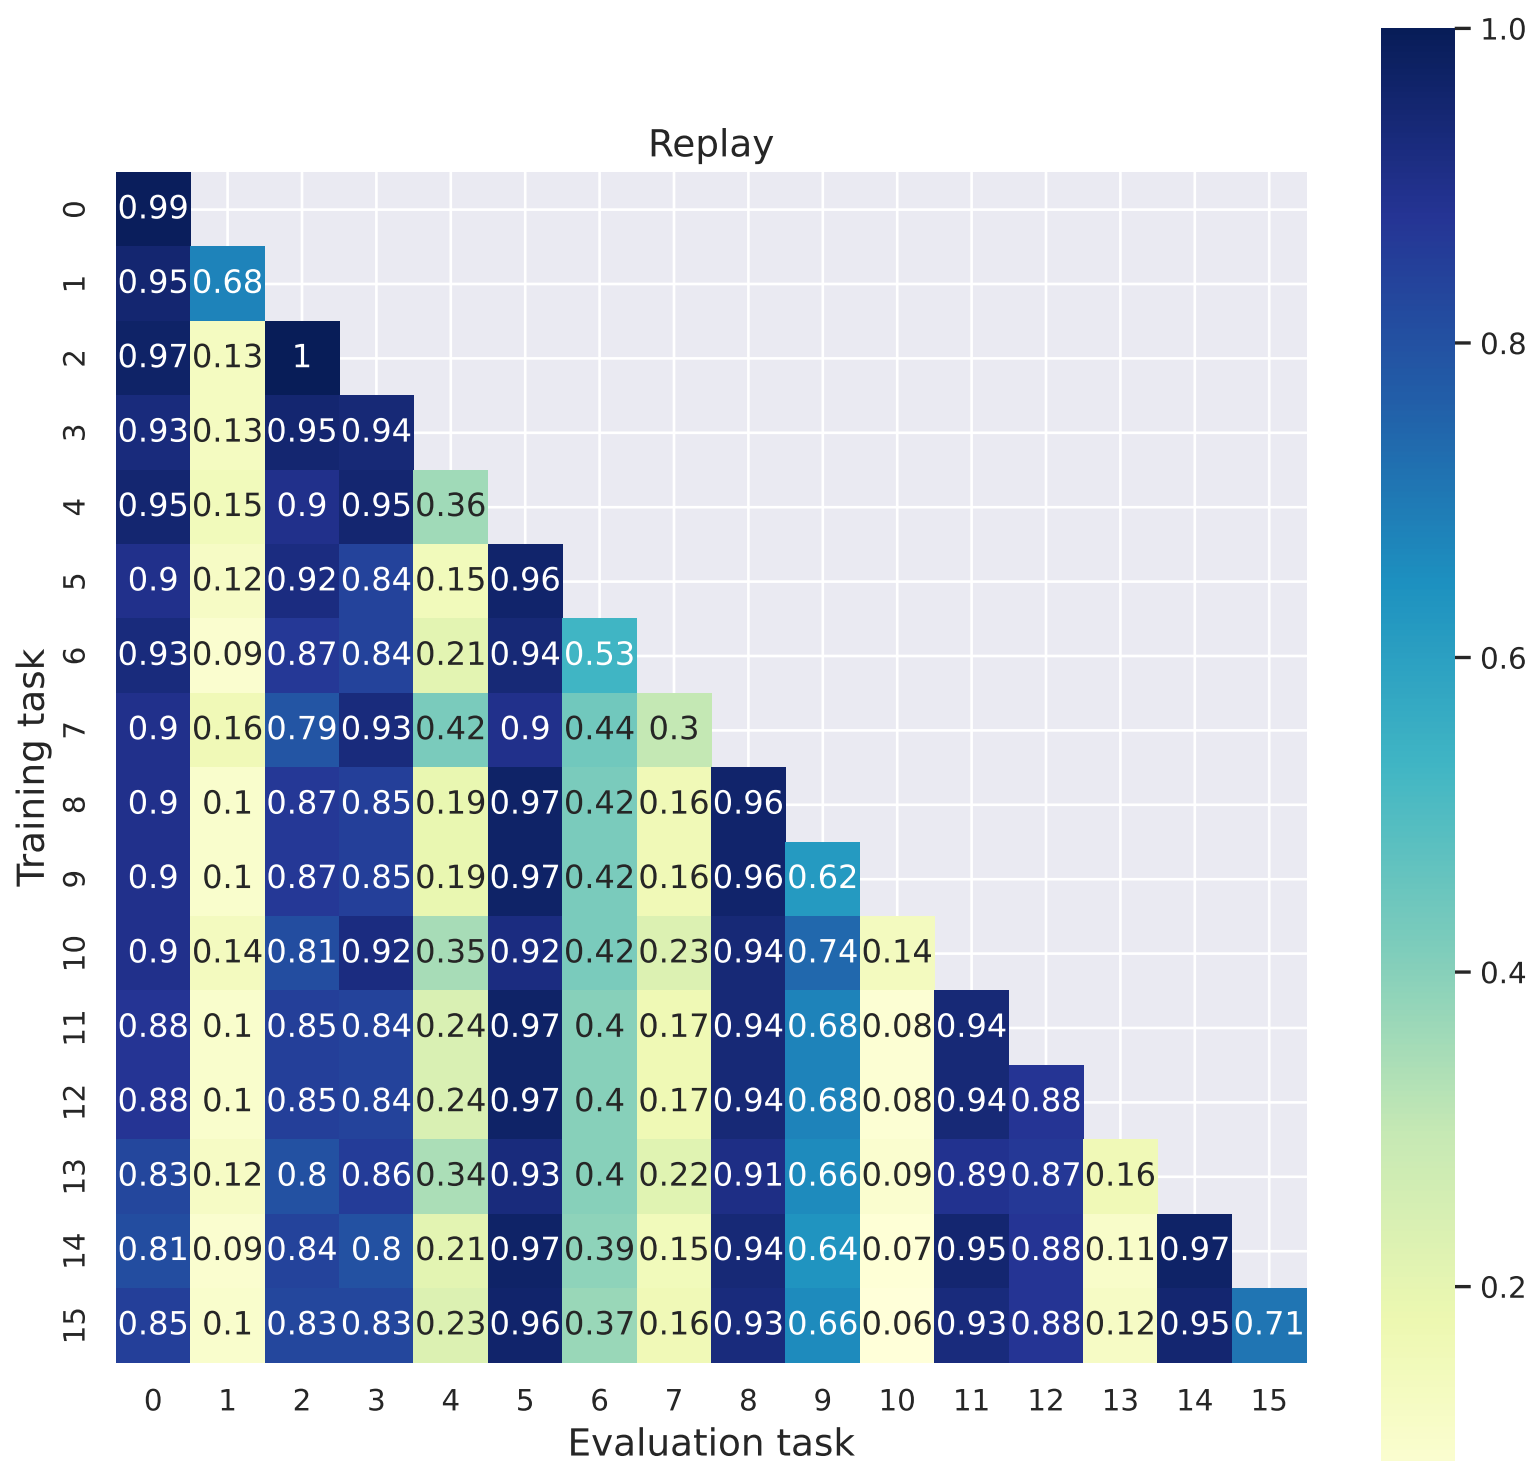 Replay
1.0
0.8
0.6
0.4
0.2
Training task
0 0.99
1 0.95 0.68
2 0.97 0.13 1
3 0.93 0.13 0.95 0.94
4 0.95 0.15 0.9 0.95 0.36
5 0.9 0.12 0.92 0.84 0.15 0.96
6 0.93 0.09 0.87 0.84 0.21 0.94 0.53
7 0.9 0.16 0.79 0.93 0.42 0.9 0.44 0.3
8 0.9 0.1 0.87 0.85 0.19 0.97 0.42 0.16 0.96
9 0.9 0.1 0.87 0.85 0.19 0.97 0.42 0.16 0.96 0.62
10 0.9 0.14 0.81 0.92 0.35 0.92 0.42 0.23 0.94 0.74 0.14
11 0.88 0.1 0.85 0.84 0.24 0.97 0.4 0.17 0.94 0.68 0.08 0.94
12 0.88 0.1 0.85 0.84 0.24 0.97 0.4 0.17 0.94 0.68 0.08 0.94 0.88
13 0.83 0.12 0.8 0.86 0.34 0.93 0.4 0.22 0.91 0.66 0.09 0.89 0.87 0.16
14 0.81 0.09 0.84 0.8 0.21 0.97 0.39 0.15 0.94 0.64 0.07 0.95 0.88 0.11 0.97
15 0.85 0.1 0.83 0.83 0.23 0.96 0.37 0.16 0.93 0.66 0.06 0.93 0.88 0.12 0.95 0.71
0 1 2 3 4 5 6 7 8 9 10 11 12 13 14 15
Evaluation task